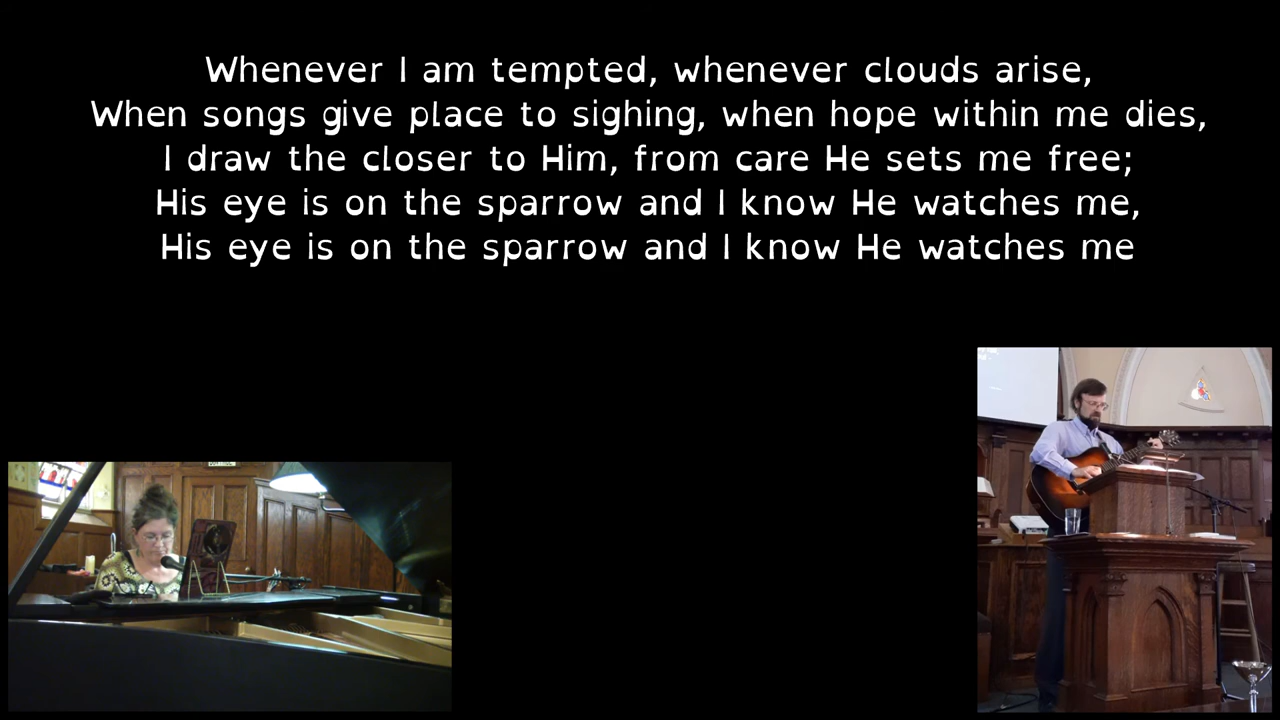 Whenever I am tempted, whenever clouds arise,
When songs give place to sighing, when hope within me dies,
I draw the closer to Him, from care He sets me free;
His eye is on the sparrow and I know He watches me,
His eye is on the sparrow and I know He watches me